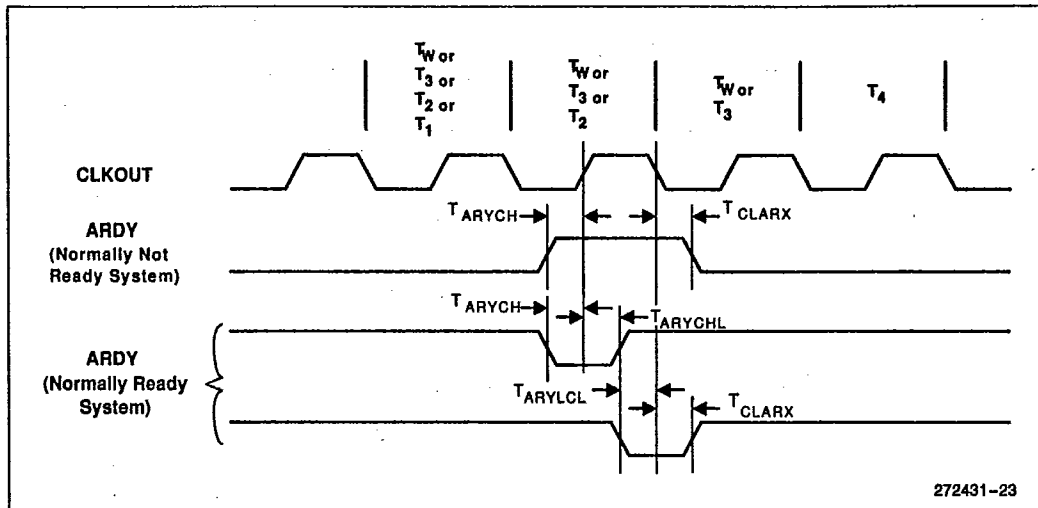 TW or
T3 or
T2 or
T1
TW or
T3 or
T2
TW or
T3
T4
CLKOUT
TARYCH
TCLARX
ARDY
(Normally Not
Ready System)
TARYCH
TARYCHL
ARDY
(Normally Ready
System)
TARYLCL
TCLARX
272431-23